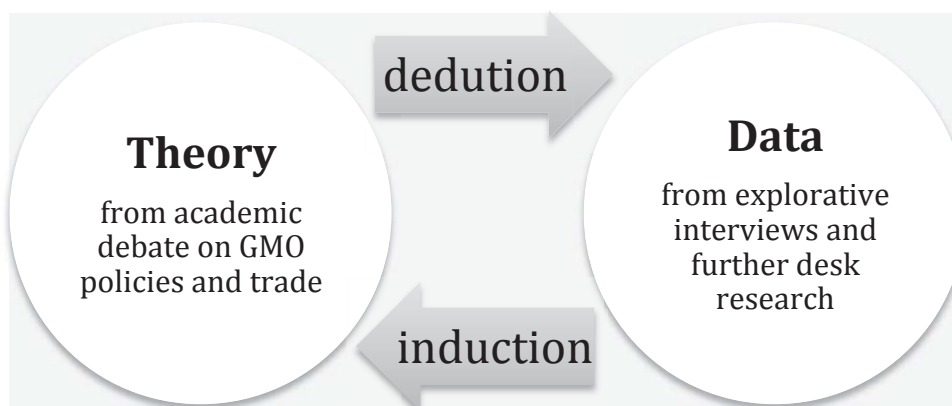 Theory
from academic
debate on GMO
policies and trade
dedution
Data
from explorative
interviews and
further desk
research
induction